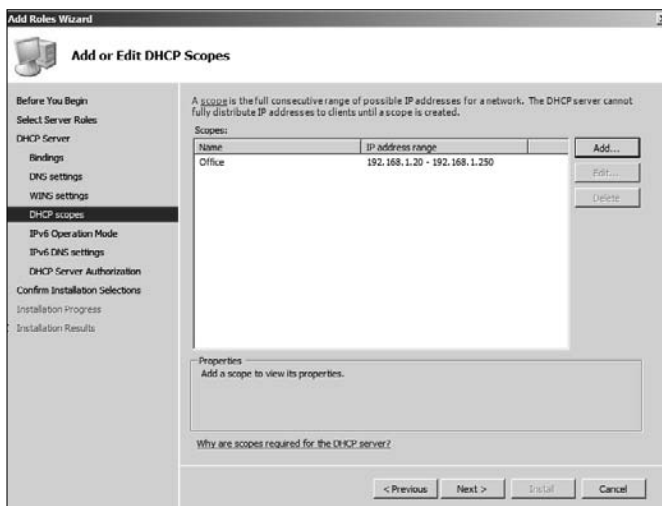 Add Roles Wizard
Add or Edit DHCP Scopes
Before You Begin
Select Server Roles
DHCP Server
Bindings
DNS settings
WINS settings
DHCP scopes
IPv6 Operation Mode
IPv6 DNS settings
DHCP Server Authorization
Confirm Installation Selections
Installation Progress
Installation Results
A scope is the full consecutive range of possible IP addresses for a network. The DHCP server cannot
fully distribute IP addresses to clients until a scope is created.
Scopes:
Name IP address range
Office 192.168.1.20 - 192.168.1.250
Add...
Edit...
Delete
Properties
Add a scope to view its properties.
Why are scopes required for the DHCP server?
< Previous Next > Install Cancel